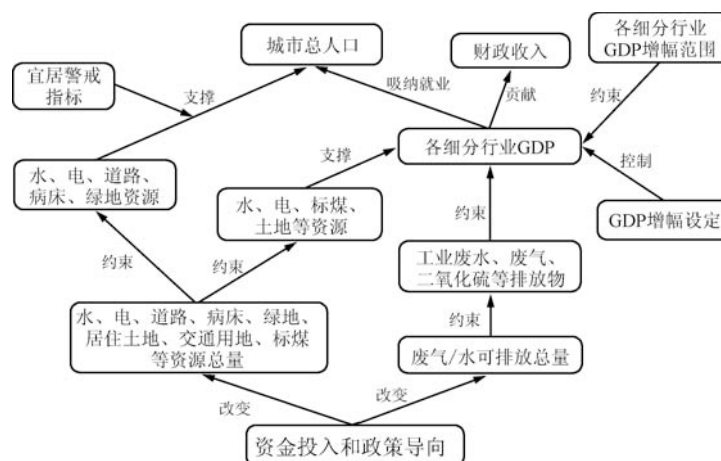 城市总人口
财政收入
各细分行业
GDP增幅范围
宜居警戒
指标
支撑
吸纳就业
贡献
约束
水、电、道路、
病床、绿地资源
支撑
各细分行业GDP
控制
水、电、标煤、
土地等资源
约束
GDP增幅设定
约束
约束
工业废水、废气、
二氧化硫等排放物
水、电、道路、病床、绿地、
居住土地、交通用地、标煤
等资源总量
约束
废气/水可排放总量
改变
改变
资金投入和政策导向